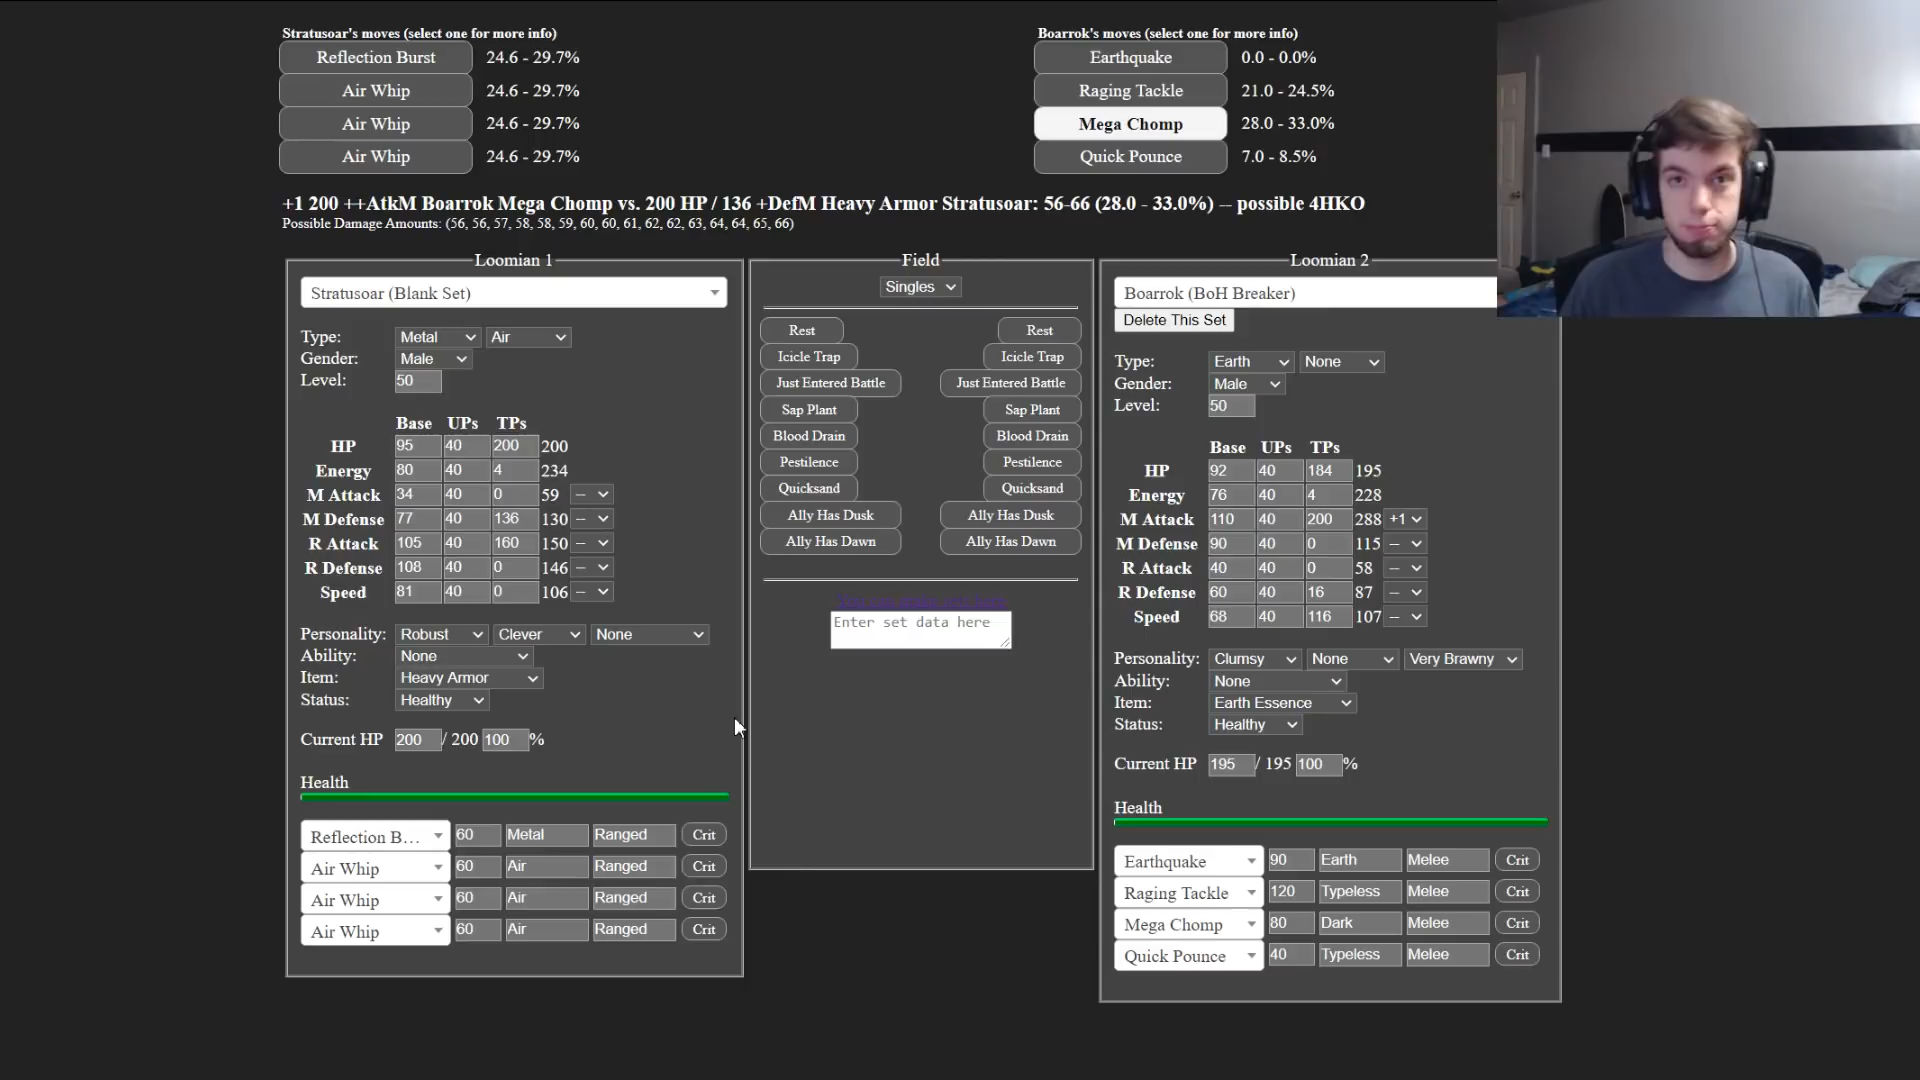 Stratusoar's moves (select one for more info)
Reflection Burst 24.6 - 29.7%
Air Whip 24.6 - 29.7%
Air Whip 24.6 - 29.7%
Air Whip 24.6 - 29.7%
Boarrok's moves (select one for more info)
Earthquake 0.0 - 0.0%
Raging Tackle 21.0 - 24.5%
Mega Chomp 28.0 - 33.0%
Quick Pounce 7.0 - 8.5%
+1 200 ++AtkM Boarrok Mega Chomp vs. 200 HP / 136 +DefM Heavy Armor Stratusoar: 56-66 (28.0 - 33.0%) -- possible 4HKO
Possible Damage Amounts: (56, 56, 57, 58, 58, 59, 60, 60, 61, 62, 62, 63, 64, 64, 65, 66)
Loomian 1
Stratusoar (Blank Set)
Type: Metal Air
Gender: Male
Level: 50
Base UPs TPs
HP 95 40 200 200
Energy 80 40 4 234
M Attack 34 40 0 59 --
M Defense 77 40 136 130 --
R Attack 105 40 160 150 --
R Defense 108 40 0 146 --
Speed 81 40 0 106 --
Personality: Robust Clever None
Ability: None
Item: Heavy Armor
Status: Healthy
Current HP 200 / 200 100 %
Health
Reflection B… 60 Metal Ranged Crit
Air Whip 60 Air Ranged Crit
Air Whip 60 Air Ranged Crit
Air Whip 60 Air Ranged Crit
Field
Singles
Rest Rest
Icicle Trap Icicle Trap
Just Entered Battle Just Entered Battle
Sap Plant Sap Plant
Blood Drain Blood Drain
Pestilence Pestilence
Quicksand Quicksand
Ally Has Dusk Ally Has Dusk
Ally Has Dawn Ally Has Dawn
Enter set data here
Loomian 2
Boarrok (BoH Breaker)
Delete This Set
Type: Earth None
Gender: Male
Level: 50
Base UPs TPs
HP 92 40 184 195
Energy 76 40 4 228
M Attack 110 40 200 288 +1
M Defense 90 40 0 115 --
R Attack 40 40 0 58 --
R Defense 60 40 16 87 --
Speed 68 40 116 107 --
Personality: Clumsy None Very Brawny
Ability: None
Item: Earth Essence
Status: Healthy
Current HP 195 / 195 100 %
Health
Earthquake 90 Earth Melee Crit
Raging Tackle 120 Typeless Melee Crit
Mega Chomp 80 Dark Melee Crit
Quick Pounce 40 Typeless Melee Crit